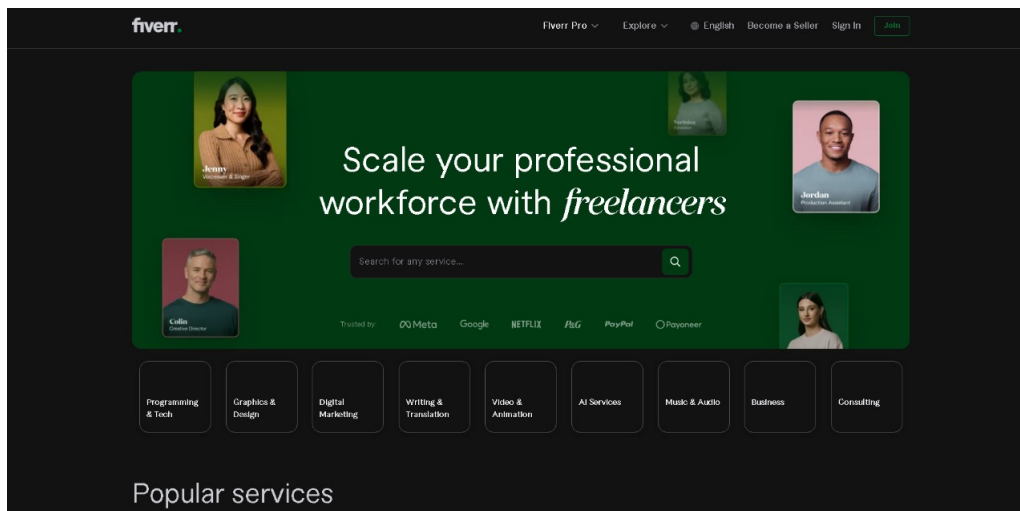 fiverr.
Fiverr Pro
Explore
English
Become a Seller
Sign In
Join
Scale your professional
workforce with freelancers
Search for any service...
Jenny
Voiceover & Singer
Jordan
Production Assistant
Colin
Creative Director
Trusted by:
Meta
Google
NETFLIX
P&G
PayPal
Payoneer
Programming
& Tech
Graphics &
Design
Digital
Marketing
Writing &
Translation
Video &
Animation
AI Services
Music & Audio
Business
Consulting
Popular services